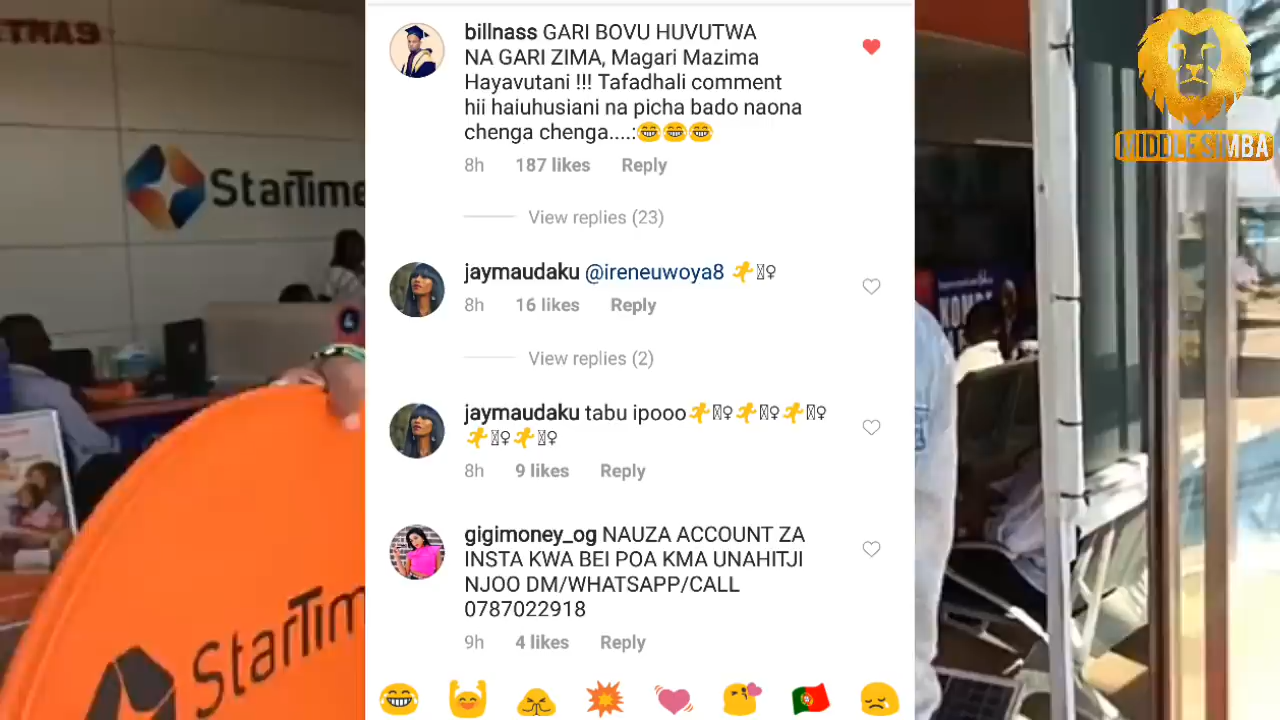 TMAS
StarTime
billnass GARI BOVU HUVUTWA
NA GARI ZIMA, Magari Mazima
Hayavutani !!! Tafadhali comment
hii haiuhusiani na picha bado naona
chenga chenga....:😂😂😂
8h 187 likes Reply
View replies (23)
jaymaudaku @ireneuwoya8 🏃‍♀
8h 16 likes Reply
View replies (2)
jaymaudaku tabu ipooo🏃‍♀🏃‍♀🏃‍♀
🏃‍♀🏃‍♀
8h 9 likes Reply
gigimoney_og NAUZA ACCOUNT ZA
INSTA KWA BEI POA KMA UNAHITJI
NJOO DM/WHATSAPP/CALL
0787022918
9h 4 likes Reply
StarTim
MIDDLE SIMBA